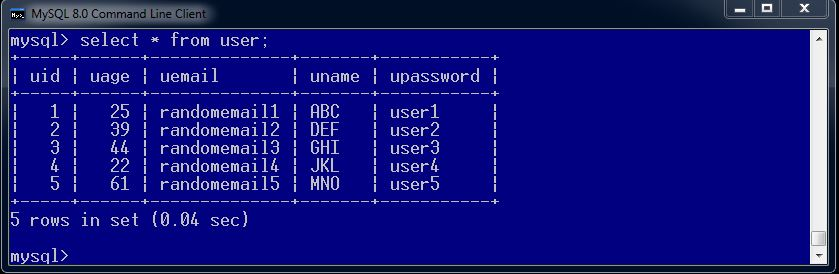 MySQL 8.0 Command Line Client
mysql> select * from user;
+-----+------+--------------+-------+-----------+
| uid | uage | uemail       | uname | upassword |
+-----+------+--------------+-------+-----------+
|   1 |   25 | randomemail1 | ABC   | user1     |
|   2 |   39 | randomemail2 | DEF   | user2     |
|   3 |   44 | randomemail3 | GHI   | user3     |
|   4 |   22 | randomemail4 | JKL   | user4     |
|   5 |   61 | randomemail5 | MNO   | user5     |
+-----+------+--------------+-------+-----------+
5 rows in set (0.04 sec)
mysql>